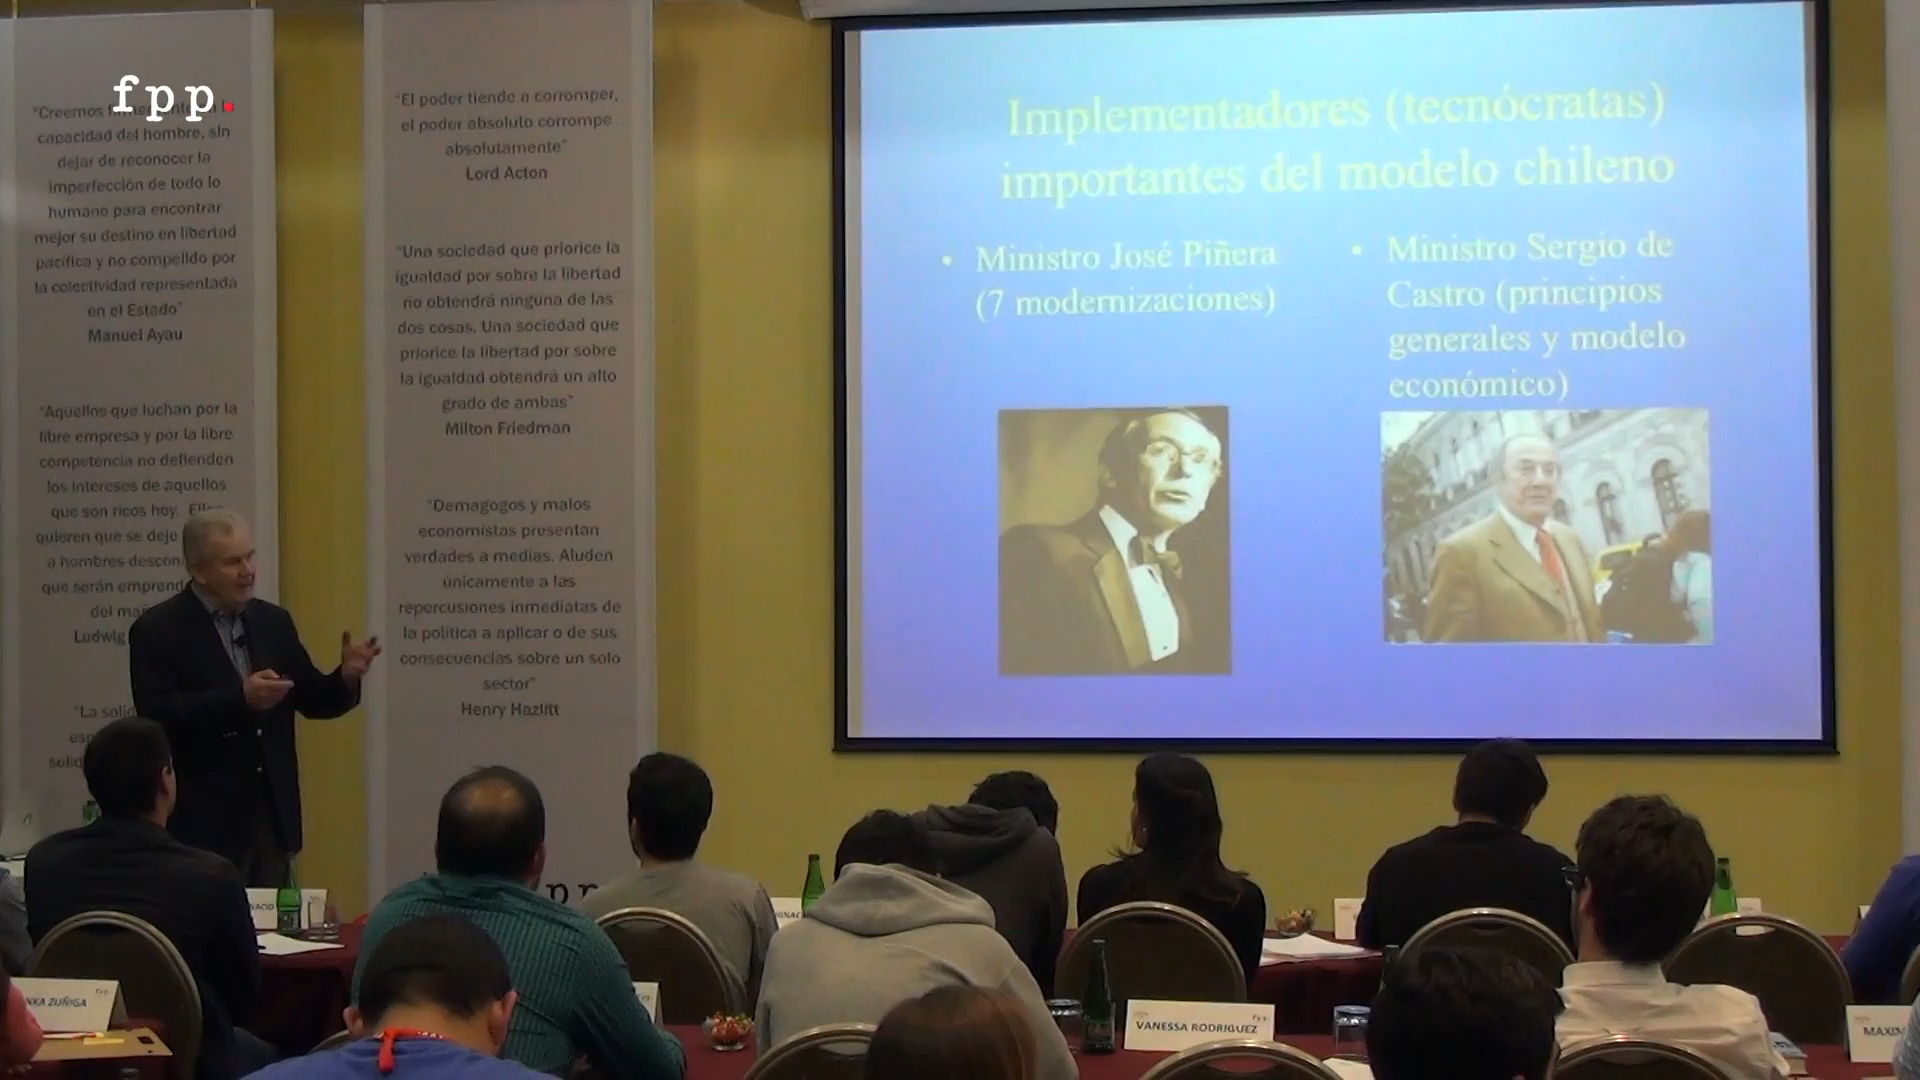 fpp.
"Creemos
capacidad del hombre, sin
dejar de reconocer la
imperfección de todo lo
humano para encontrar
mejor su destino en libertad
pacífica y no compelido por
la colectividad representada
en el Estado"
Manuel Ayau
"Aquellos que luchan por la
libre empresa y por la libre
competencia no defienden
los intereses de aquellos
que son ricos hoy.
quieren que se deje
a hombres
que serán
del
Ludwig
"La
"El poder tiende a corromper,
el poder absoluto corrompe
absolutamente"
Lord Acton
"Una sociedad que priorice la
igualdad por sobre la libertad
no obtendrá ninguna de las
dos cosas. Una sociedad que
priorice la libertad por sobre
la igualdad obtendrá un alto
grado de ambas"
Milton Friedman
"Demagogos y malos
economistas presentan
verdades a medias. Aluden
únicamente a las
repercusiones inmediatas de
la política a aplicar o de sus
consecuencias sobre un solo
sector"
Henry Hazlitt
pp
Implementadores (tecnócratas)
importantes del modelo chileno
• Ministro José Piñera
(7 modernizaciones)
• Ministro Sergio de
Castro (principios
generales y modelo
económico)
ZUÑIGA
VANESSA RODRIGUEZ
fpp.